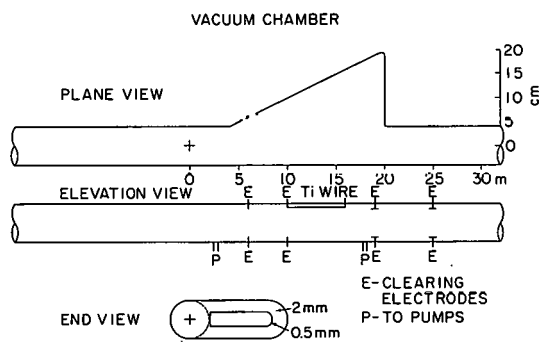 VACUUM CHAMBER
PLANE VIEW
20
15
10
5
0
cm
0 5 10 15 20 25 30 m
ELEVATION VIEW E E Ti WIRE E E
P E E P E E
E-CLEARING
ELECTRODES
P-TO PUMPS
END VIEW
2mm
0.5mm